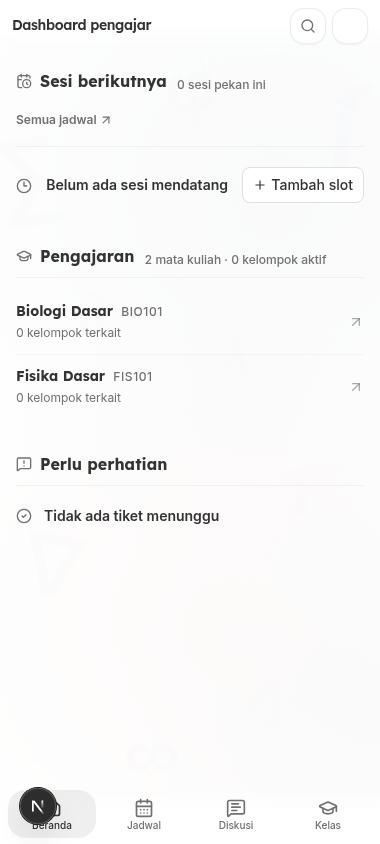 Dashboard pengajar
Sesi berikutnya 0 sesi pekan ini
Semua jadwal
Belum ada sesi mendatang
Tambah slot
Pengajaran 2 mata kuliah · 0 kelompok aktif
Biologi Dasar BIO101
0 kelompok terkait
Fisika Dasar FIS101
0 kelompok terkait
Perlu perhatian
Tidak ada tiket menunggu
N
Beranda
Jadwal
Diskusi
Kelas